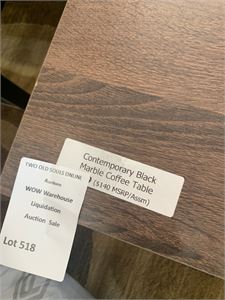 Contemporary Black
Marble Coffee Table
($140 MSRP/Assm)
TWO OLD SOULS ONLINE
Auctions
WOW Warehouse
Liquidation
Auction Sale
Lot 518